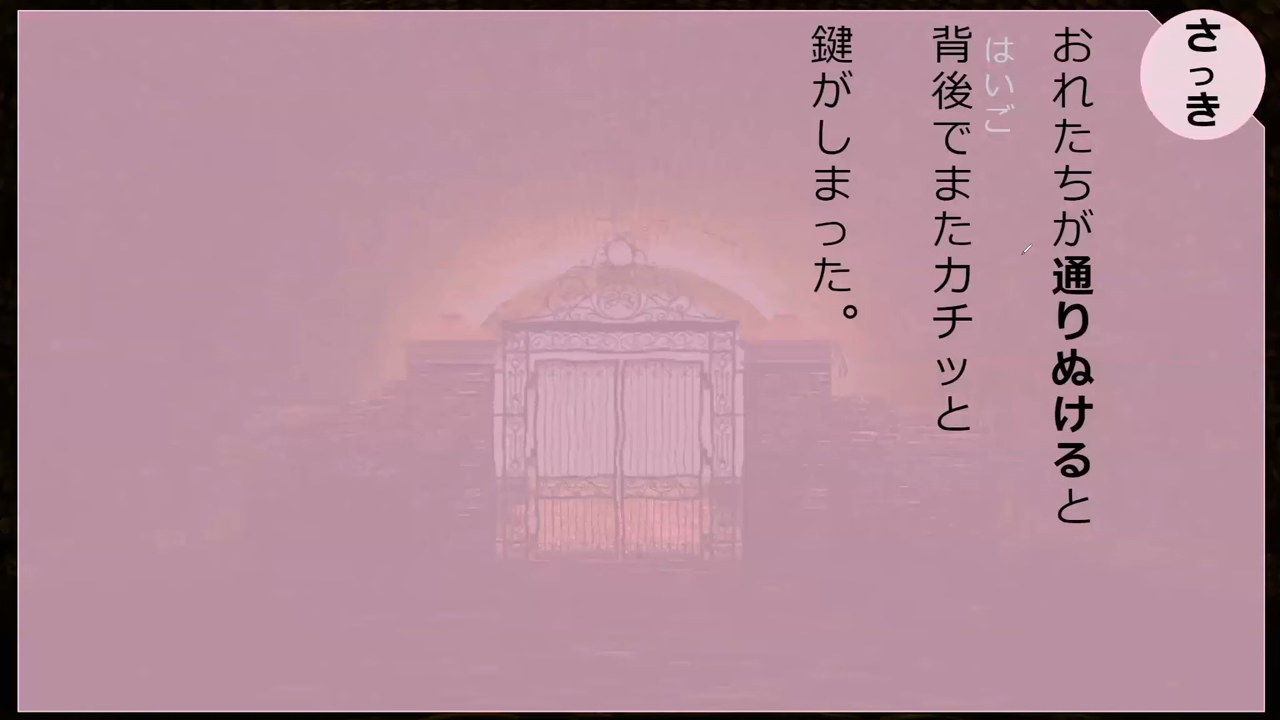 さっき
おれたちが通りぬけると
はいご
背後でまたカチッと
鍵がしまった。